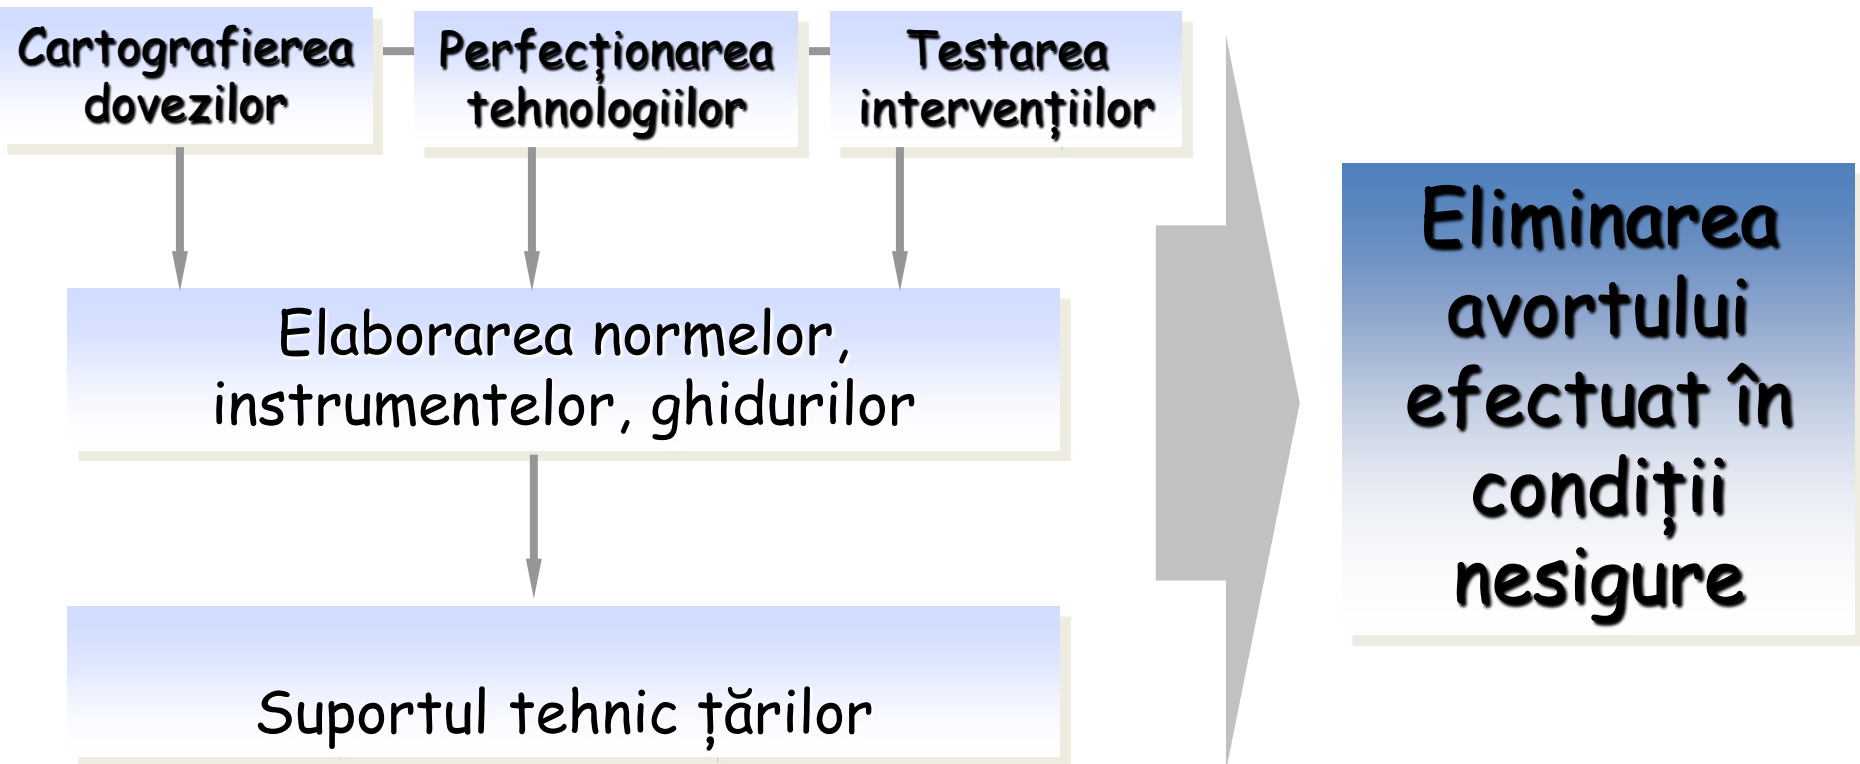 Cartografierea
dovezilor
Perfecționarea
tehnologiilor
Testarea
intervențiilor
Elaborarea normelor,
instrumentelor, ghidurilor
Suportul tehnic țărilor
Eliminarea
avortului
efectuat în
condiții
nesigure